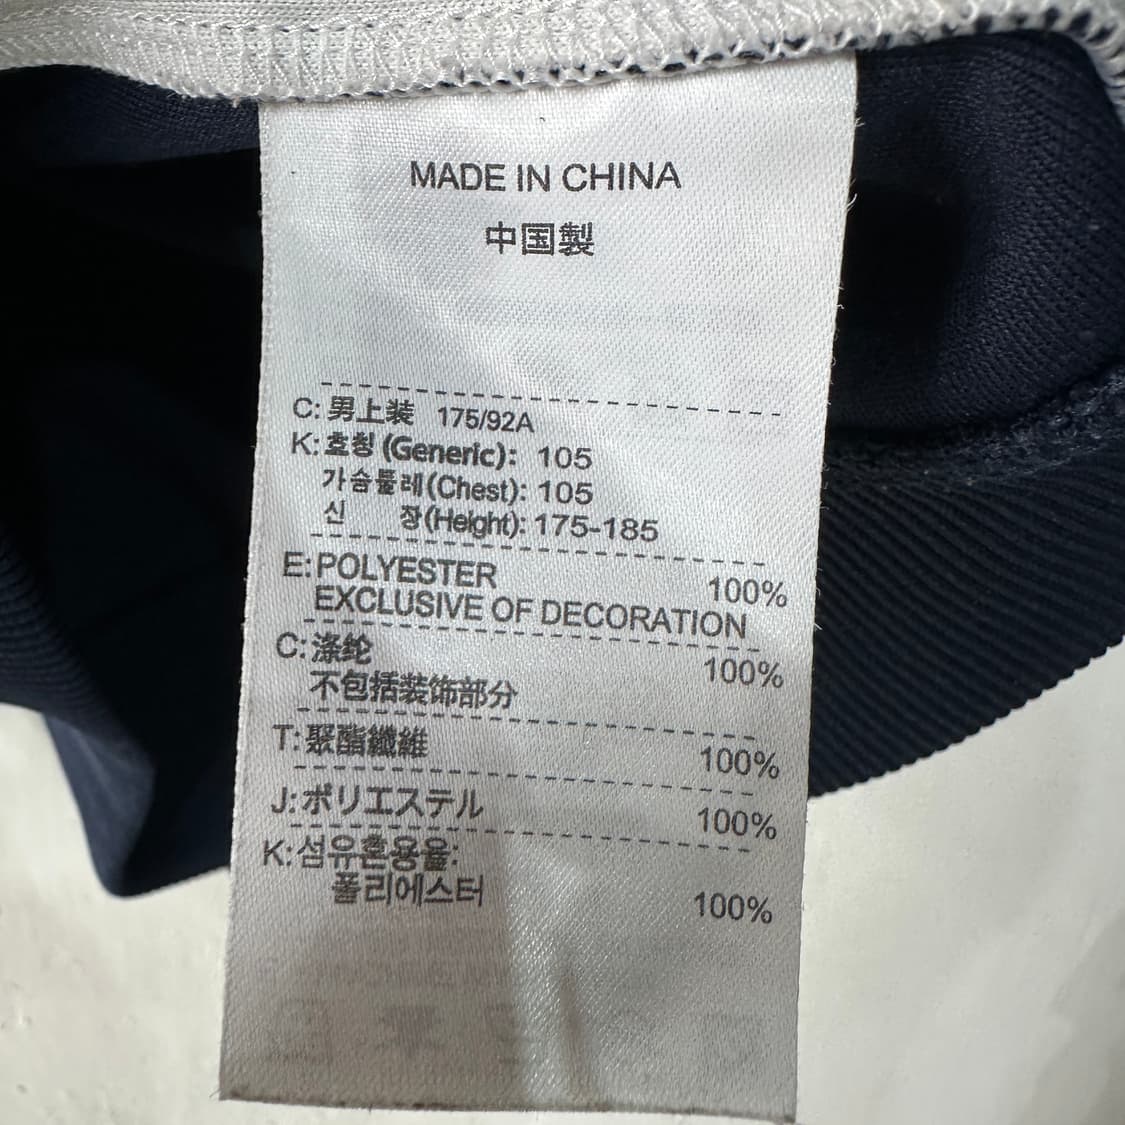 MADE IN CHINA
中国製
C: 男上装 175/92A
K: 호칭 (Generic): 105
가슴둘레(Chest): 105
신 장(Height): 175-185
E: POLYESTER 100%
EXCLUSIVE OF DECORATION
C: 涤纶 100%
不包括装饰部分
T: 聚酯纖維 100%
J: ポリエステル 100%
K: 섬유혼용율:
폴리에스터 100%